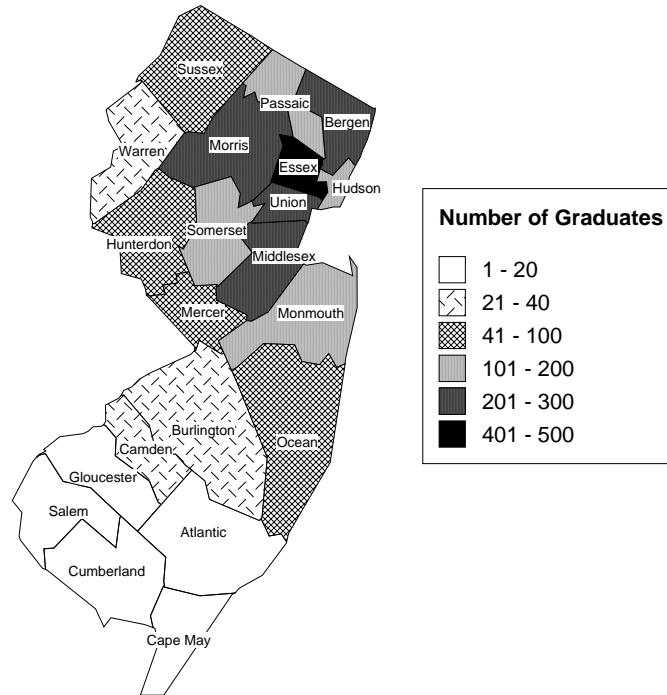 Sussex
Passaic
Bergen
Morris
Warren
Essex
Hudson
Union
Somerset
Hunterdon
Middlesex
Mercer
Monmouth
Burlington
Ocean
Camden
Gloucester
Salem
Atlantic
Cumberland
Cape May
Number of Graduates
1 - 20
21 - 40
41 - 100
101 - 200
201 - 300
401 - 500